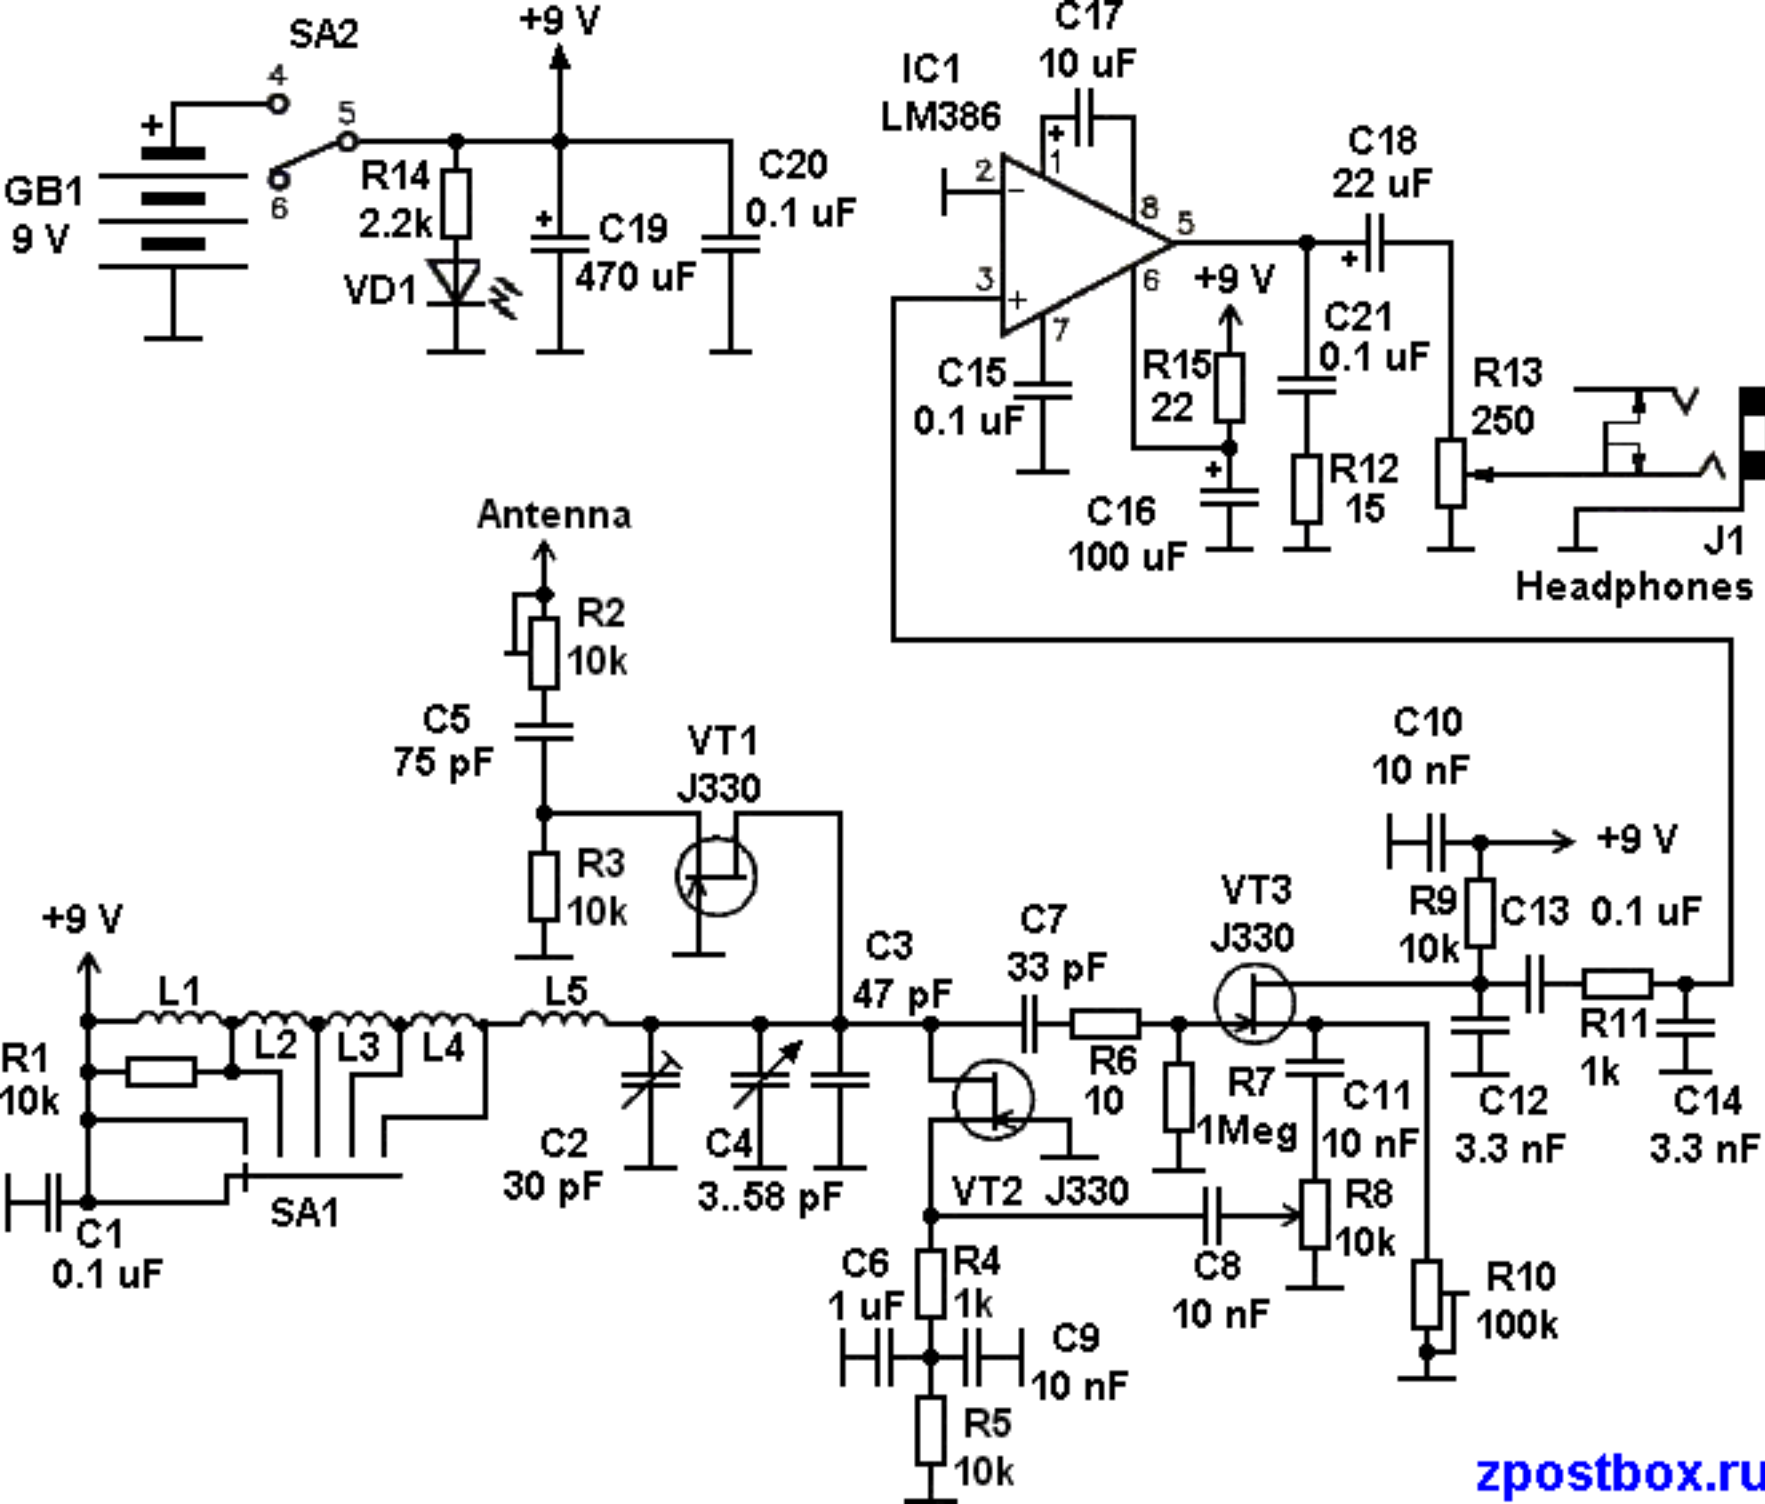 SA2
+9 V
4
5
+
6
GB1
9 V
R14
2.2k
VD1
+
C19
470 uF
C20
0.1 uF
C17
10 uF
IC1
LM386
+
1
2
−
8
5
3
+
6
7
C18
22 uF
+
+9 V
C15
0.1 uF
R15
22
C21
0.1 uF
+
C16
100 uF
R12
15
R13
250
J1
Headphones
Antenna
R2
10k
C5
75 pF
VT1
J330
R3
10k
+9 V
L1
L2
L3
L4
L5
R1
10k
C1
0.1 uF
SA1
C2
30 pF
C4
3..58 pF
C3
47 pF
C7
33 pF
R6
10
VT2 J330
VT3
J330
R7
1Meg
C10
10 nF
+9 V
R9
10k
C13 0.1 uF
R11
1k
C12
3.3 nF
C14
3.3 nF
C11
10 nF
R8
10k
C8
10 nF
R10
100k
C6
1 uF
R4
1k
C9
10 nF
R5
10k
zpostbox.ru